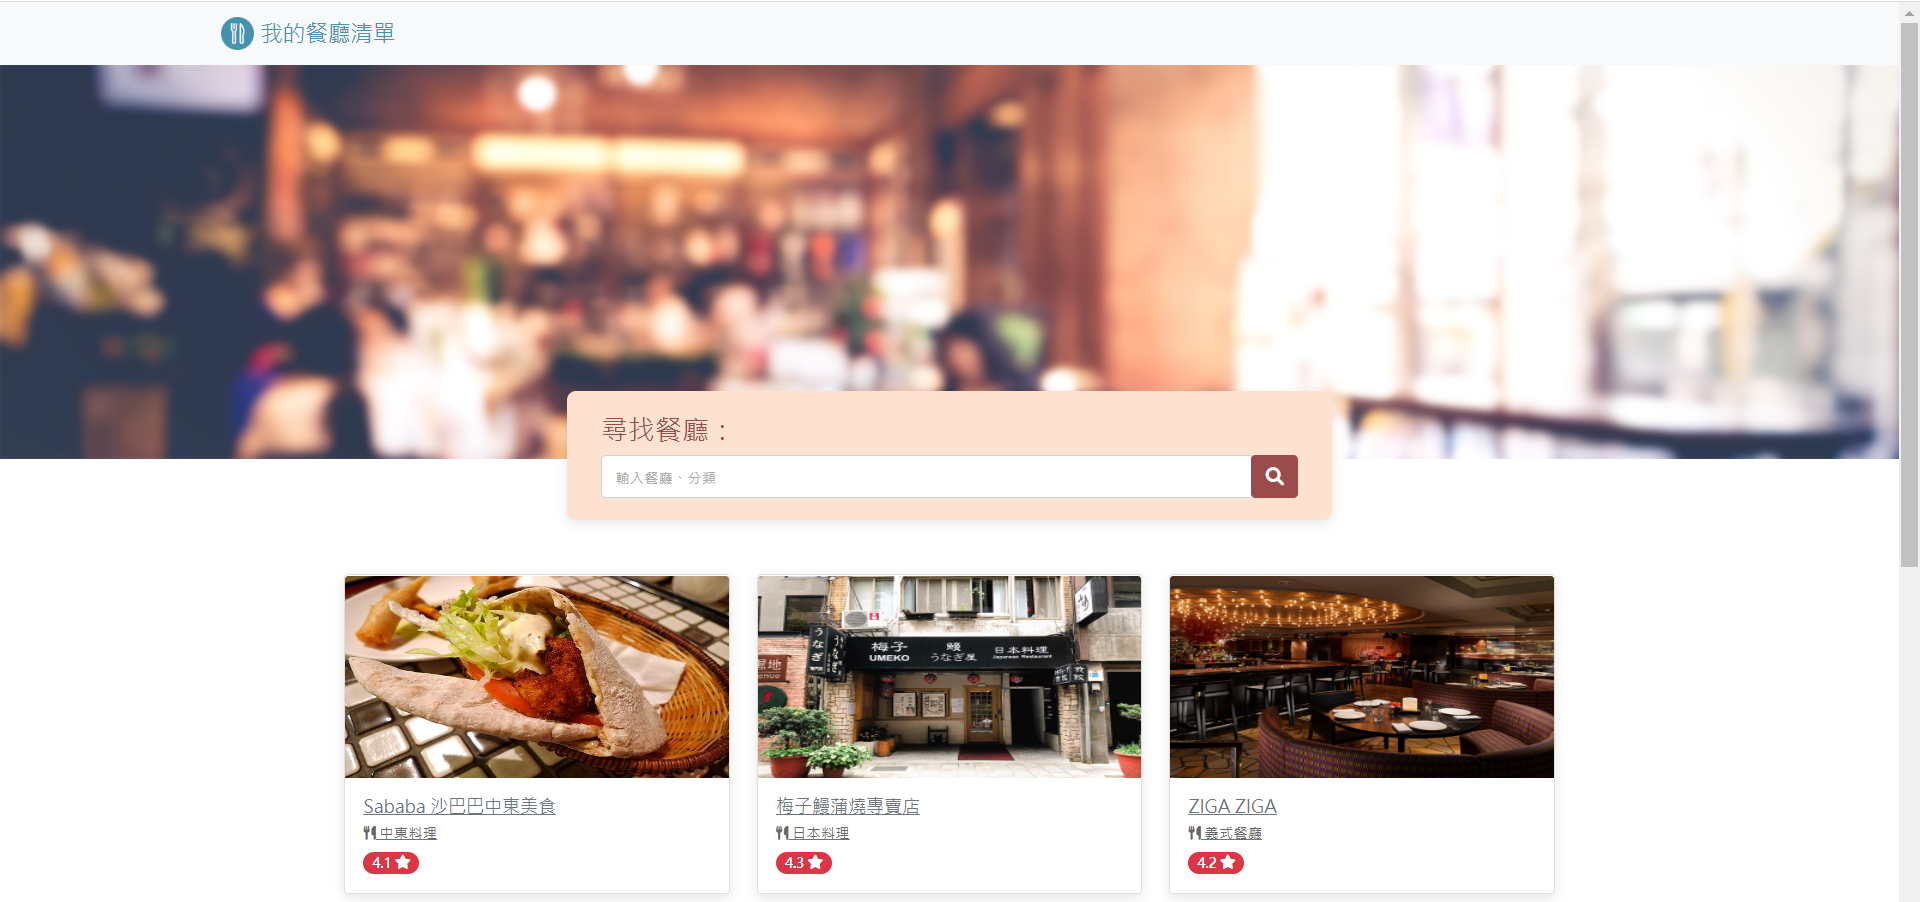 我的餐廳清單
尋找餐廳：
輸入餐廳、分類
うなぎ
梅子
UMEKO
鰻
うなぎ屋
日本料理
Japanese Restaurant
Sababa 沙巴巴中東美食
中東料理
4.1
梅子鰻蒲燒專賣店
日本料理
4.3
ZIGA ZIGA
義式餐廳
4.2